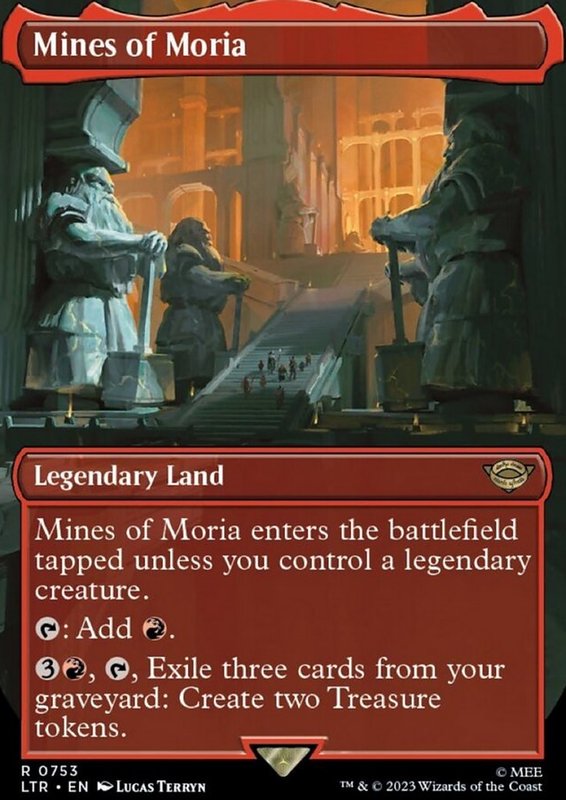 Mines of Moria
Legendary Land
Mines of Moria enters the battlefield
tapped unless you control a legendary
creature.
: Add .
3, , Exile three cards from your
graveyard: Create two Treasure
tokens.
R 0753
LTR • EN Lucas Terryn
© MEE
™ & © 2023 Wizards of the Coast